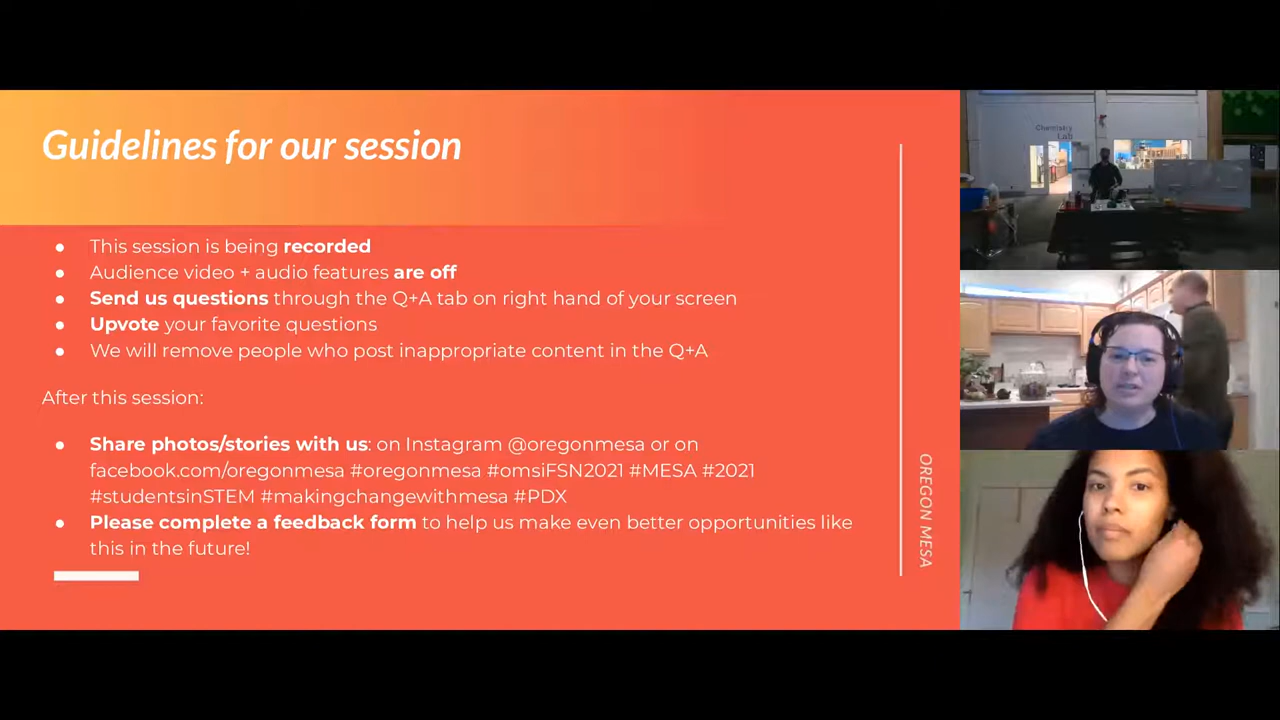 Guidelines for our session
● This session is being recorded
● Audience video + audio features are off
● Send us questions through the Q+A tab on right hand of your screen
● Upvote your favorite questions
● We will remove people who post inappropriate content in the Q+A
After this session:
● Share photos/stories with us: on Instagram @oregonmesa or on
facebook.com/oregonmesa #oregonmesa #omsiFSN2021 #MESA #2021
#studentsinSTEM #makingchangewithmesa #PDX
● Please complete a feedback form to help us make even better opportunities like
this in the future!
OREGON MESA
Chemistry
Lab